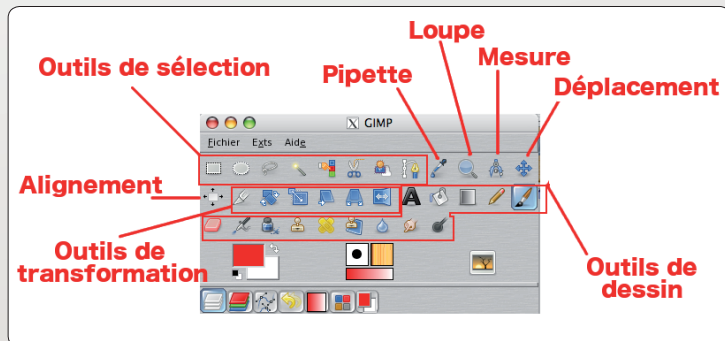 Loupe
Mesure
Outils de sélection
Pipette
Déplacement
X GIMP
Fichier Exts Aide
Alignement
A
Outils de
transformation
Outils de
dessin